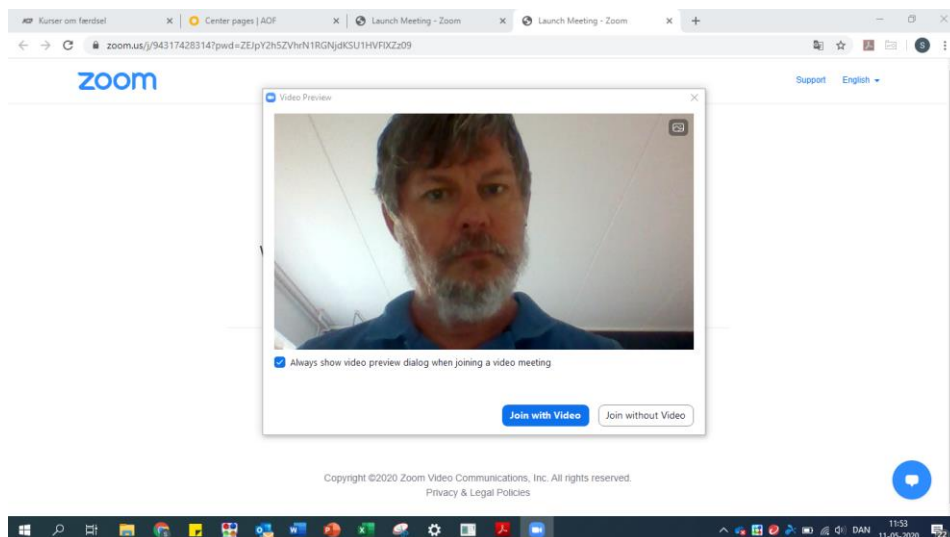 Kurser om færdsel
Center pages | AOF
Launch Meeting - Zoom
Launch Meeting - Zoom
zoom.us/j/94317428314?pwd=ZEJpY2h5ZVhrN1RGNjdKSU1HVFlXZz09
S
zoom
Support English
Video Preview
Always show video preview dialog when joining a video meeting
Join with Video Join without Video
Copyright ©2020 Zoom Video Communications, Inc. All rights reserved.
Privacy & Legal Policies
DAN
11:53
11-05-2020